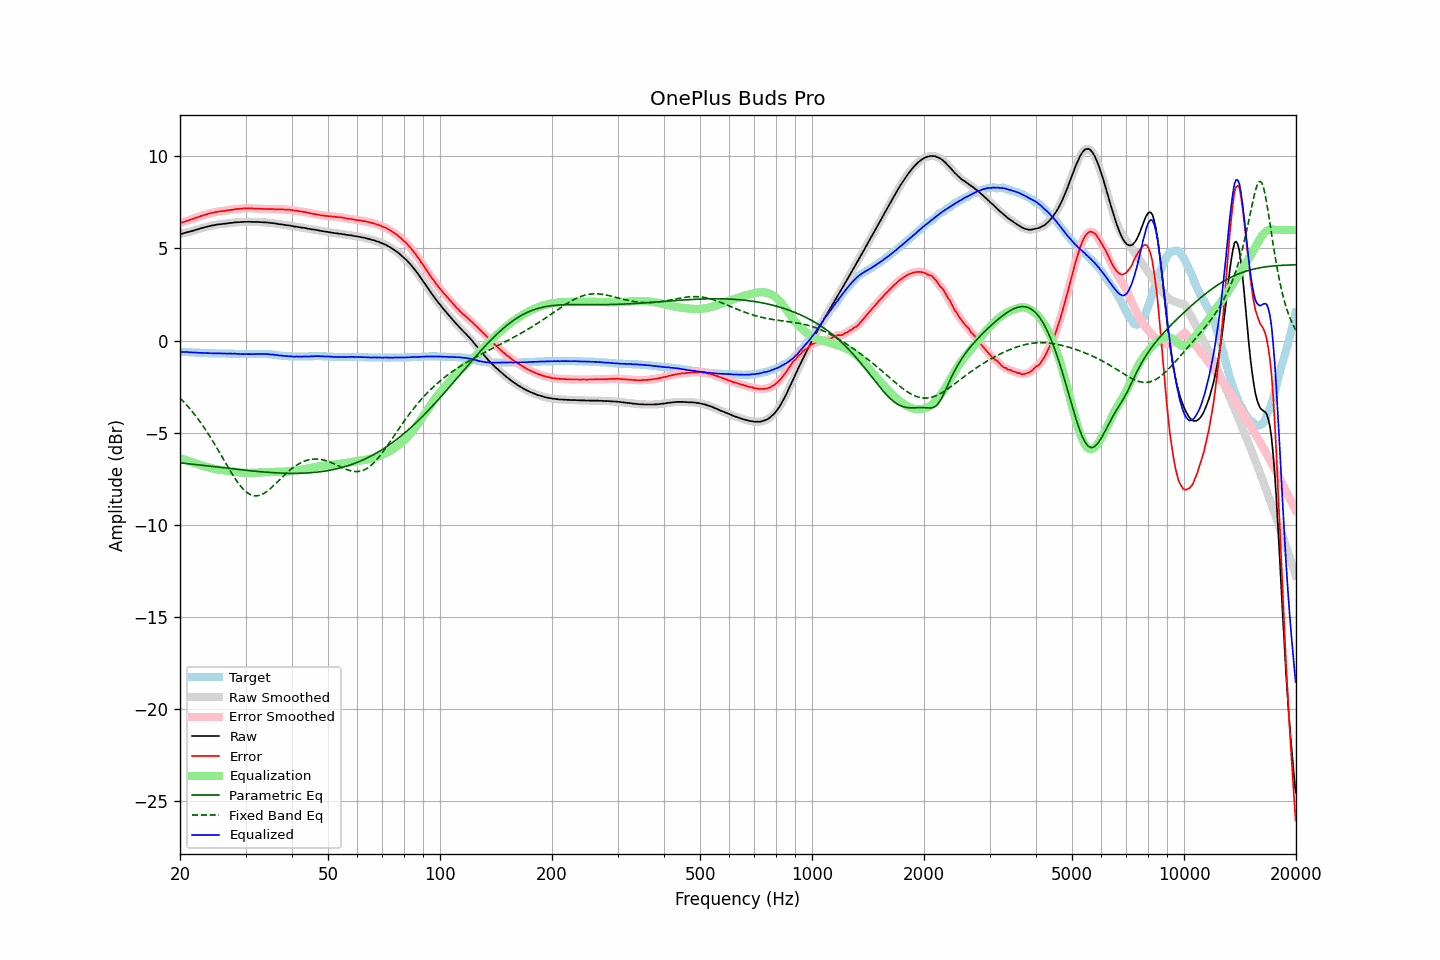 OnePlus Buds Pro
Amplitude (dBr)
10
5
0
−5
−10
−15
−20
−25
Target
Raw Smoothed
Error Smoothed
Raw
Error
Equalization
Parametric Eq
Fixed Band Eq
Equalized
20 50 100 200 500 1000 2000 5000 10000 20000
Frequency (Hz)